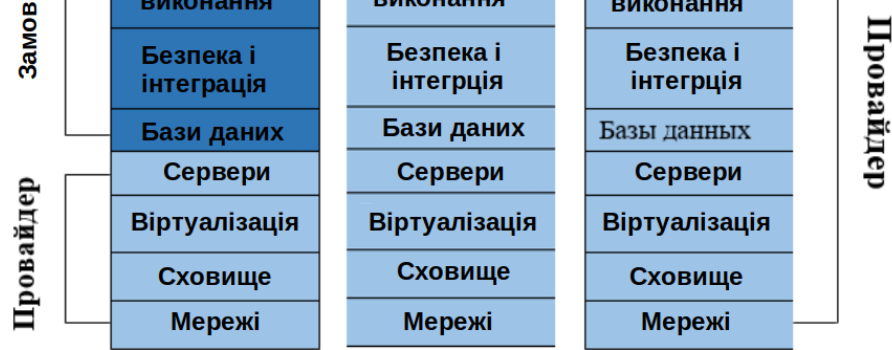 Замов
виконання
Безпека і
інтеграція
Бази даних
Сервери
Віртуалізація
Сховище
Мережі
Провайдер
виконання
Безпека і
інтегрція
Бази даних
Сервери
Віртуалізація
Сховище
Мережі
виконання
Безпека і
інтегрція
Базы данных
Сервери
Віртуалізація
Сховище
Мережі
Провайдер